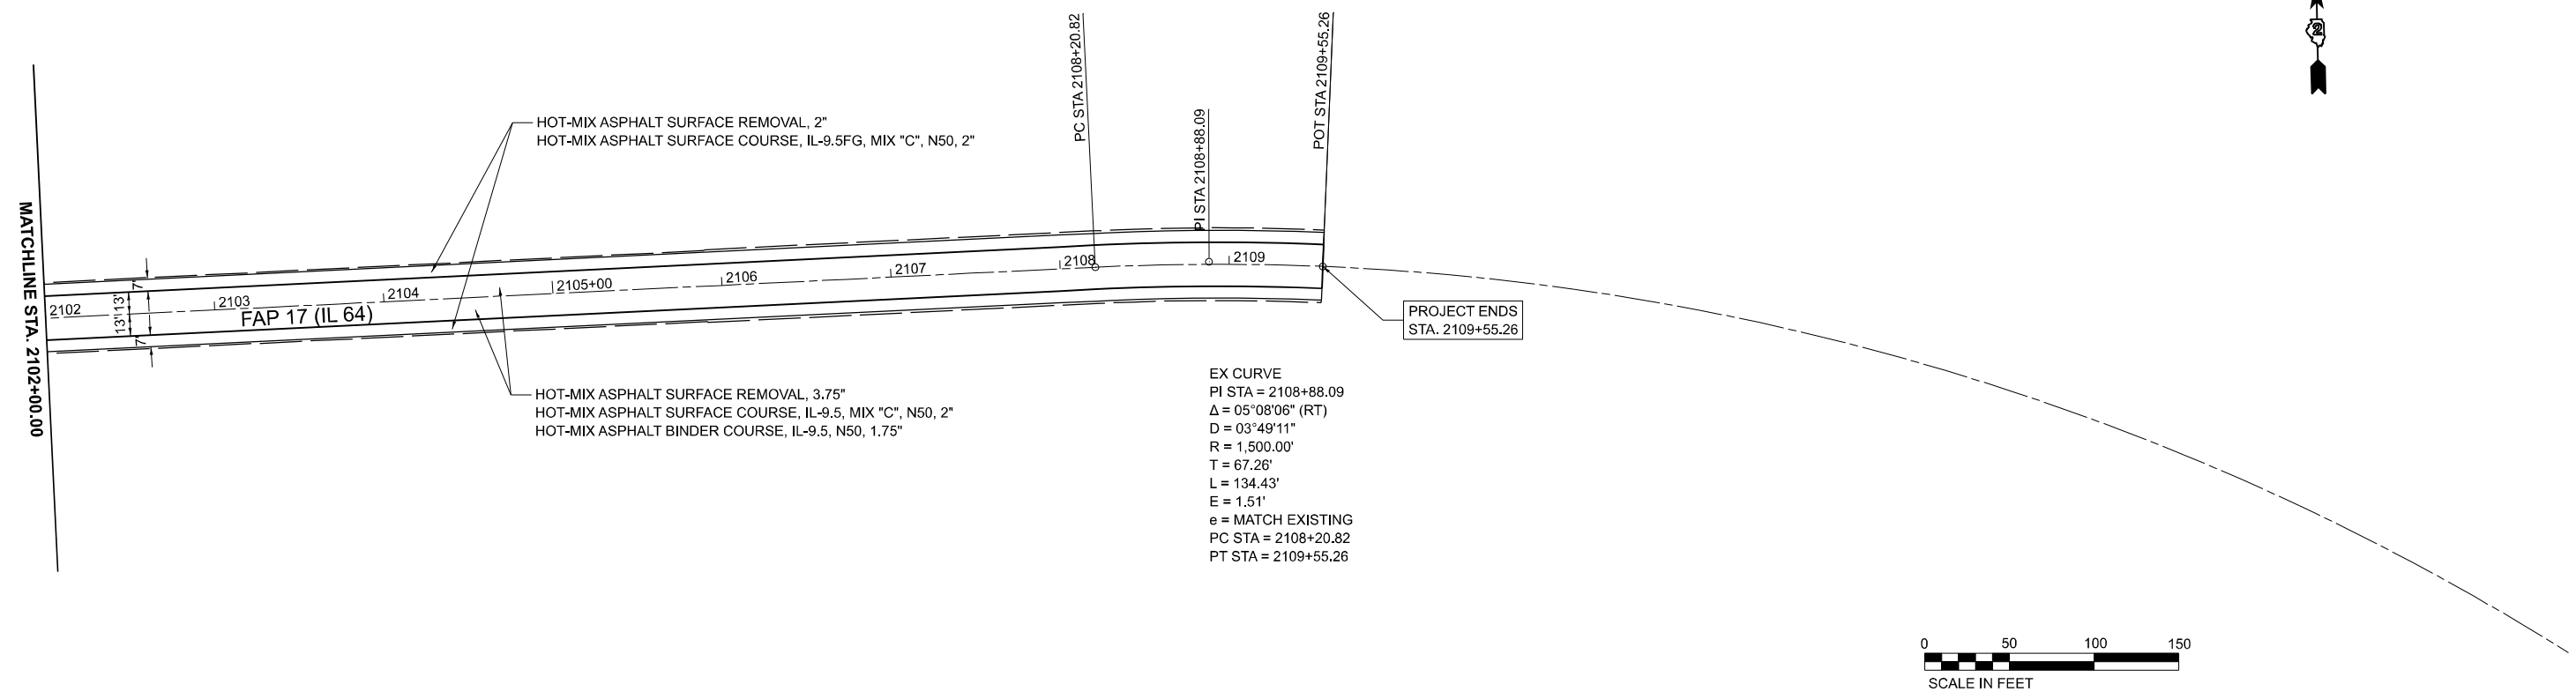 PC STA 2108+20.82
PI STA 2108+88.09
POT STA 2109+55.26
2
HOT-MIX ASPHALT SURFACE REMOVAL, 2"
HOT-MIX ASPHALT SURFACE COURSE, IL-9.5FG, MIX "C", N50, 2"
MATCHLINE STA. 2102+00.00
2102
2103
2104
2105+00
2106
2107
2108
2109
7'
13'
13'
7'
FAP 17 (IL 64)
PROJECT ENDS
STA. 2109+55.26
HOT-MIX ASPHALT SURFACE REMOVAL, 3.75"
HOT-MIX ASPHALT SURFACE COURSE, IL-9.5, MIX "C", N50, 2"
HOT-MIX ASPHALT BINDER COURSE, IL-9.5, N50, 1.75"
EX CURVE
PI STA = 2108+88.09
Δ = 05°08'06" (RT)
D = 03°49'11"
R = 1,500.00'
T = 67.26'
L = 134.43'
E = 1.51'
e = MATCH EXISTING
PC STA = 2108+20.82
PT STA = 2109+55.26
0 50 100 150
SCALE IN FEET